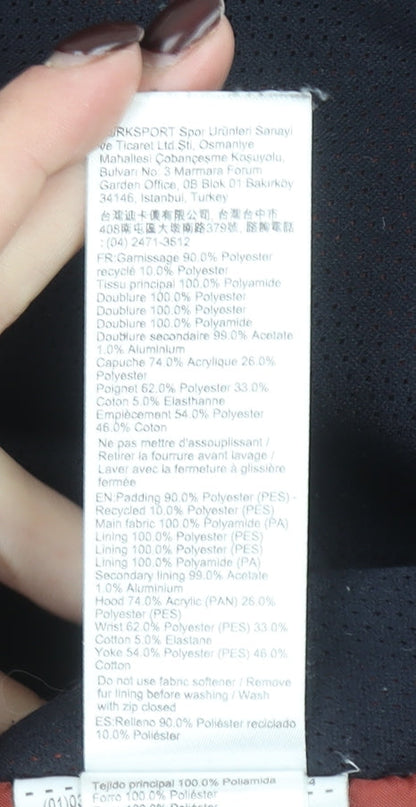 TURKSPORT Spor Ürünleri Sanayi
ve Ticaret Ltd.Şti, Osmaniye
Mahallesi Çobançeşme Koşuyolu,
Bulvarı No: 3 Marmara Forum
Garden Office, 0B Blok 01 Bakırköy
34146, Istanbul, Turkey
台灣迪卡儂有限公司, 台灣台中市
408南屯區大墩南路379號, 諮詢電話
: (04) 2471-3612
FR:Garnissage 90.0% Polyester
recyclé 10.0% Polyester
Tissu principal 100.0% Polyamide
Doublure 100.0% Polyester
Doublure 100.0% Polyester
Doublure 100.0% Polyamide
Doublure secondaire 99.0% Acetate
1.0% Aluminium
Capuche 74.0% Acrylique 26.0%
Polyester
Poignet 62.0% Polyester 33.0%
Coton 5.0% Elasthanne
Empiècement 54.0% Polyester
46.0% Coton
Ne pas mettre d'assouplissant /
Retirer la fourrure avant lavage /
Laver avec la fermeture à glissière
fermée
EN:Padding 90.0% Polyester (PES) -
Recycled 10.0% Polyester (PES)
Main fabric 100.0% Polyamide (PA)
Lining 100.0% Polyester (PES)
Lining 100.0% Polyester (PES)
Lining 100.0% Polyamide (PA)
Secondary lining 99.0% Acetate
1.0% Aluminium
Hood 74.0% Acrylic (PAN) 26.0%
Polyester (PES)
Wrist 62.0% Polyester (PES) 33.0%
Cotton 5.0% Elastane
Yoke 54.0% Polyester (PES) 46.0%
Cotton
Do not use fabric softener / Remove
fur lining before washing / Wash
with zip closed
ES:Relleno 90.0% Poliéster reciclado
10.0% Poliéster
Tejido principal 100.0% Poliamida
Forro 100.0% Poliéster